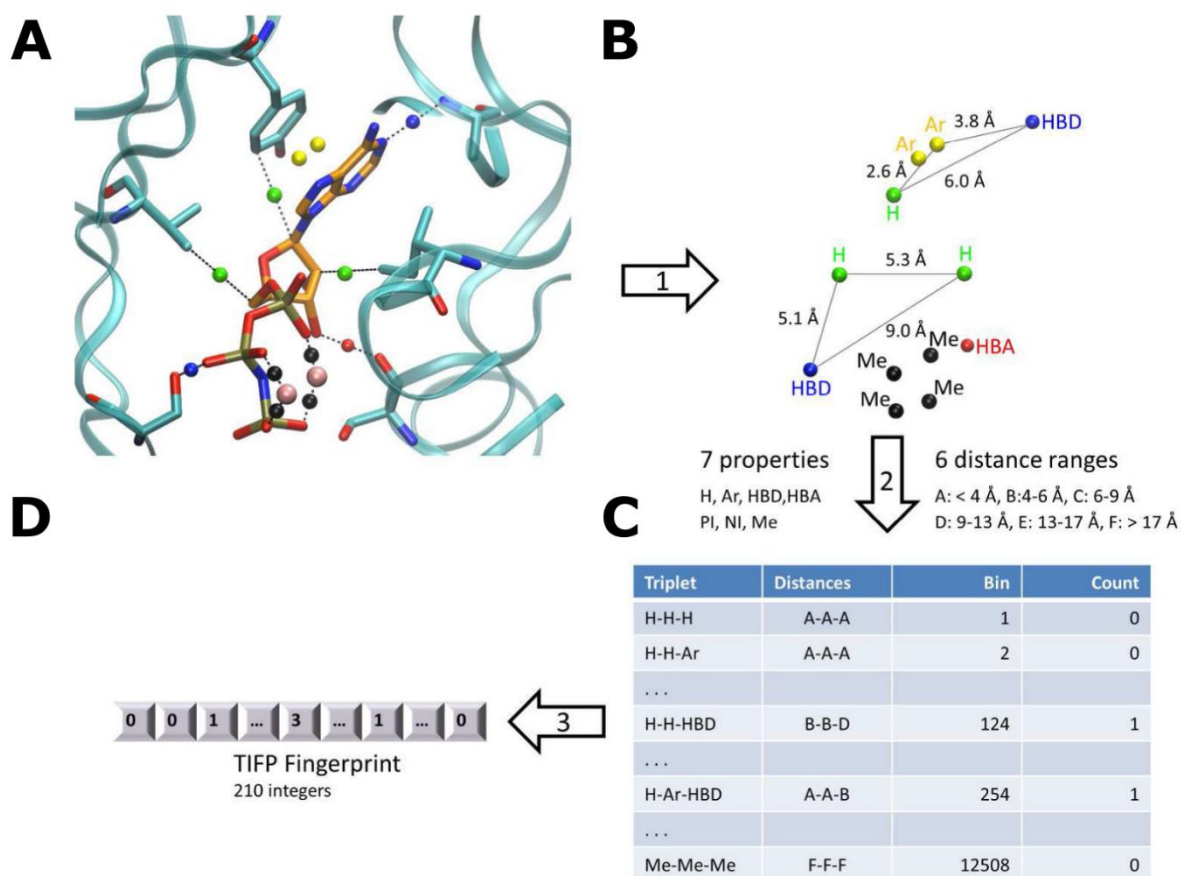 A
B
3.8 Å
HBD
Ar
Ar
2.6 Å
6.0 Å
H
H
H
5.3 Å
5.1 Å
9.0 Å
HBD
Me
HBA
Me
Me
Me
1
7 properties
H, Ar, HBD,HBA
PI, NI, Me
2
6 distance ranges
A: < 4 Å, B:4-6 Å, C: 6-9 Å
D: 9-13 Å, E: 13-17 Å, F: > 17 Å
C
Triplet Distances Bin Count
H-H-H A-A-A 1 0
H-H-Ar A-A-A 2 0
. . .
H-H-HBD B-B-D 124 1
. . .
H-Ar-HBD A-A-B 254 1
. . .
Me-Me-Me F-F-F 12508 0
3
D
0 0 1 ... 3 ... 1 ... 0
TIFP Fingerprint
210 integers